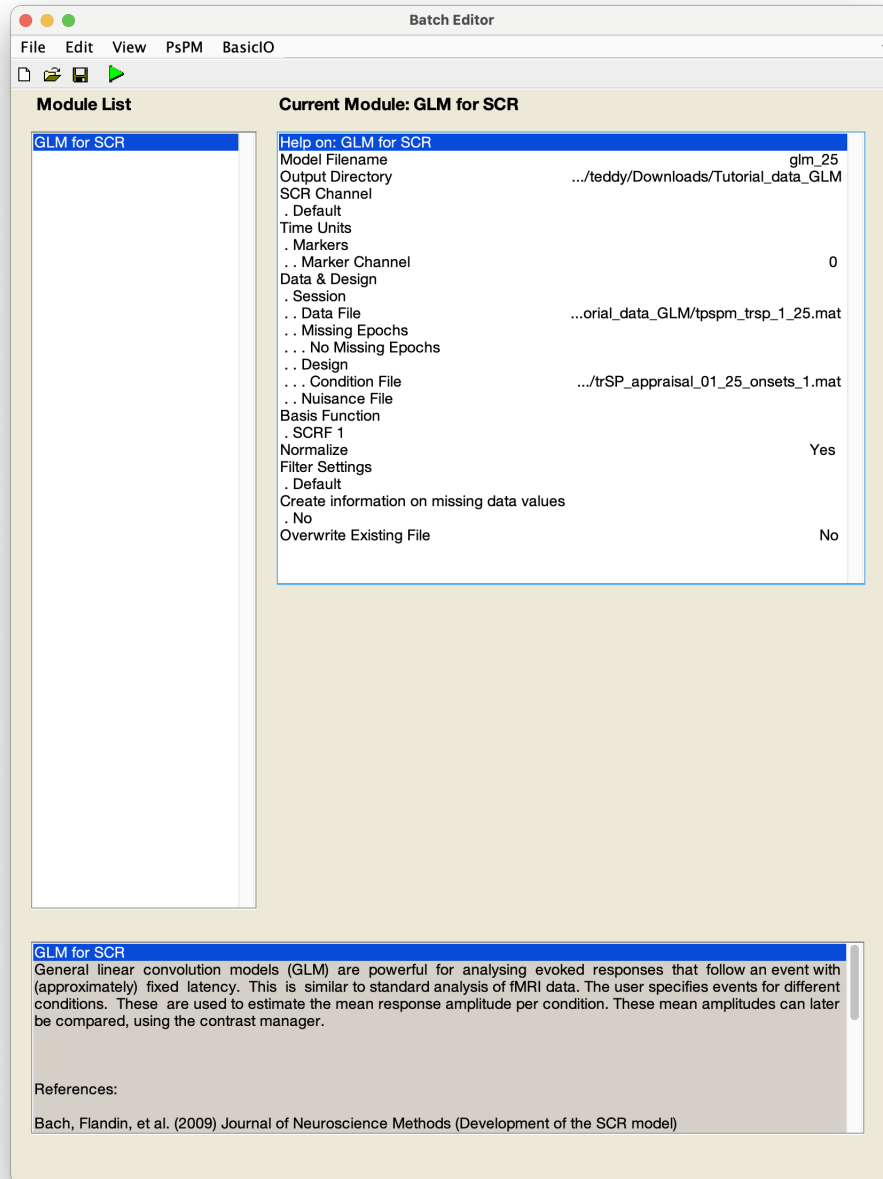 Batch Editor
File Edit View PsPM BasicIO
Module List
Current Module: GLM for SCR
GLM for SCR
Help on: GLM for SCR
Model Filename glm_25
Output Directory .../teddy/Downloads/Tutorial_data_GLM
SCR Channel
. Default
Time Units
. Markers
. . Marker Channel 0
Data & Design
. Session
. . Data File ...orial_data_GLM/tpspm_trsp_1_25.mat
. . Missing Epochs
. . . No Missing Epochs
. . Design
. . . Condition File .../trSP_appraisal_01_25_onsets_1.mat
. . Nuisance File
Basis Function
. SCRF 1
Normalize Yes
Filter Settings
. Default
Create information on missing data values
. No
Overwrite Existing File No
GLM for SCR
General linear convolution models (GLM) are powerful for analysing evoked responses that follow an event with
(approximately) fixed latency. This is similar to standard analysis of fMRI data. The user specifies events for different
conditions. These are used to estimate the mean response amplitude per condition. These mean amplitudes can later
be compared, using the contrast manager.
References:
Bach, Flandin, et al. (2009) Journal of Neuroscience Methods (Development of the SCR model)